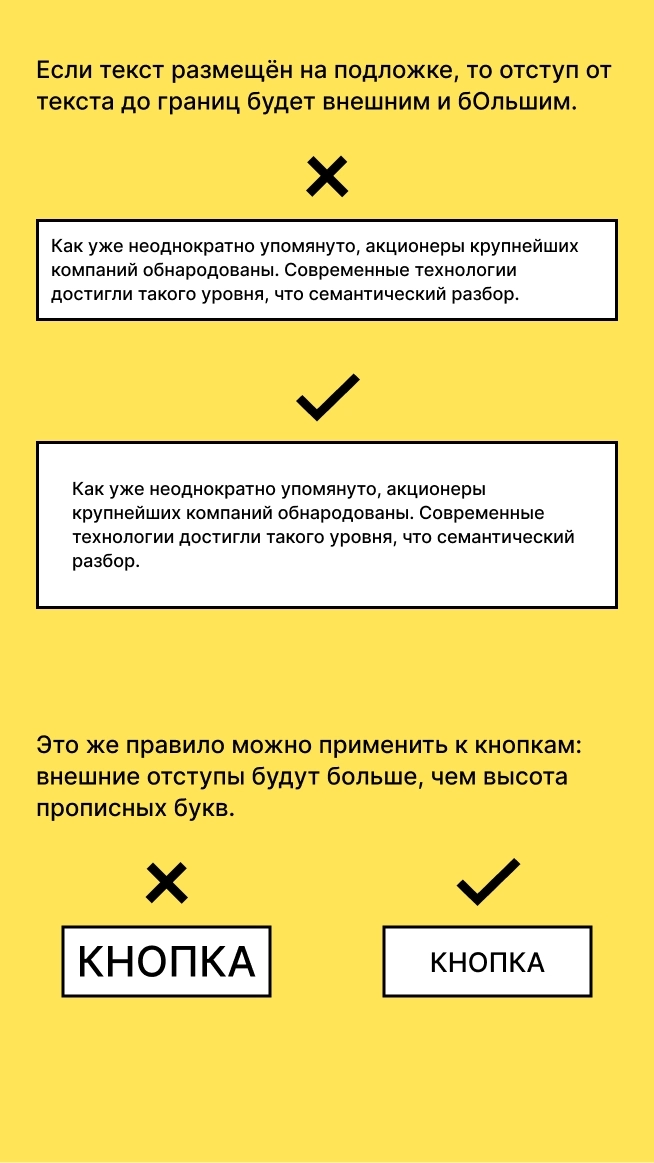 Если текст размещён на подложке, то отступ от
текста до границ будет внешним и бОльшим.
Как уже неоднократно упомянуто, акционеры крупнейших
компаний обнародованы. Современные технологии
достигли такого уровня, что семантический разбор.
Как уже неоднократно упомянуто, акционеры
крупнейших компаний обнародованы. Современные
технологии достигли такого уровня, что семантический
разбор.
Это же правило можно применить к кнопкам:
внешние отступы будут больше, чем высота
прописных букв.
КНОПКА
КНОПКА